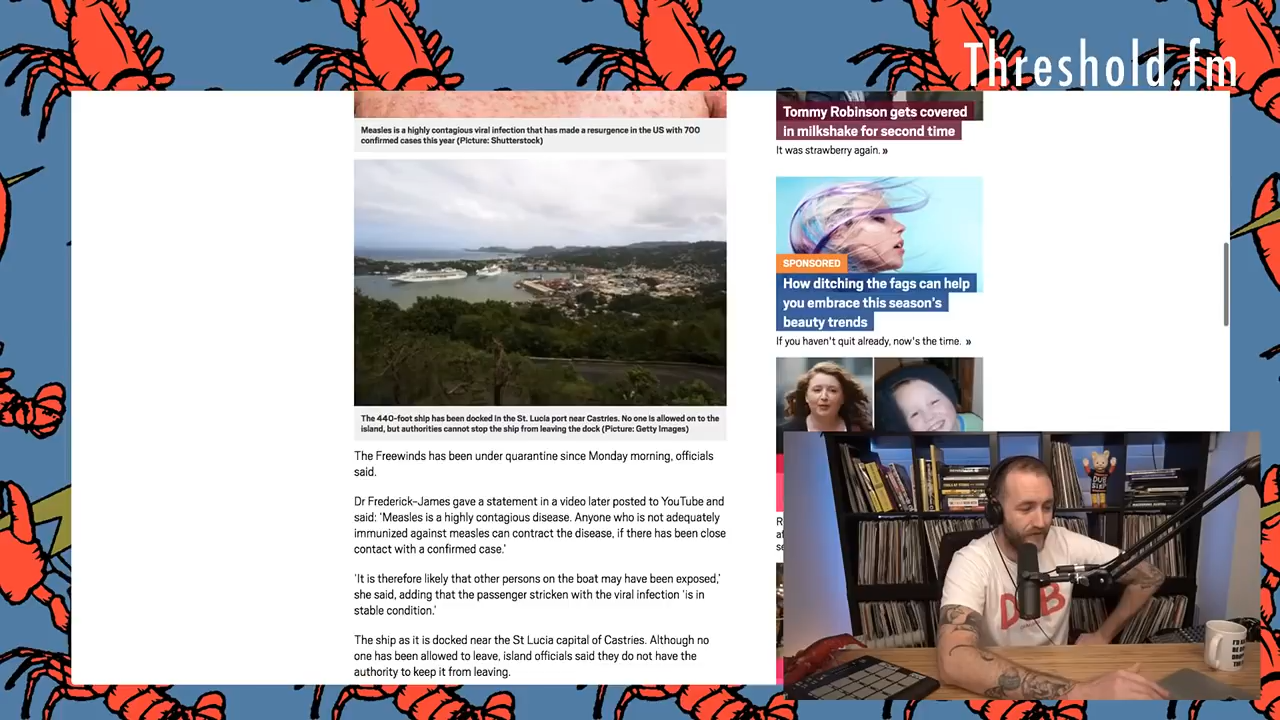 Threshold.fm
Measles is a highly contagious viral infection that has made a resurgence in the US with 700
confirmed cases this year (Picture: Shutterstock)
The 440-foot ship has been docked in the St. Lucia port near Castries. No one is allowed on to the
island, but authorities cannot stop the ship from leaving the dock (Picture: Getty Images)
The Freewinds has been under quarantine since Monday morning, officials
said.
Dr Frederick-James gave a statement in a video later posted to YouTube and
said: 'Measles is a highly contagious disease. Anyone who is not adequately
immunized against measles can contract the disease, if there has been close
contact with a confirmed case.'
'It is therefore likely that other persons on the boat may have been exposed,'
she said, adding that the passenger stricken with the viral infection 'is in
stable condition.'
The ship as it is docked near the St Lucia capital of Castries. Although no
one has been allowed to leave, island officials said they do not have the
authority to keep it from leaving.
Tommy Robinson gets covered
in milkshake for second time
It was strawberry again. »
SPONSORED
How ditching the fags can help
you embrace this season's
beauty trends
If you haven't quit already, now's the time. »
DUB